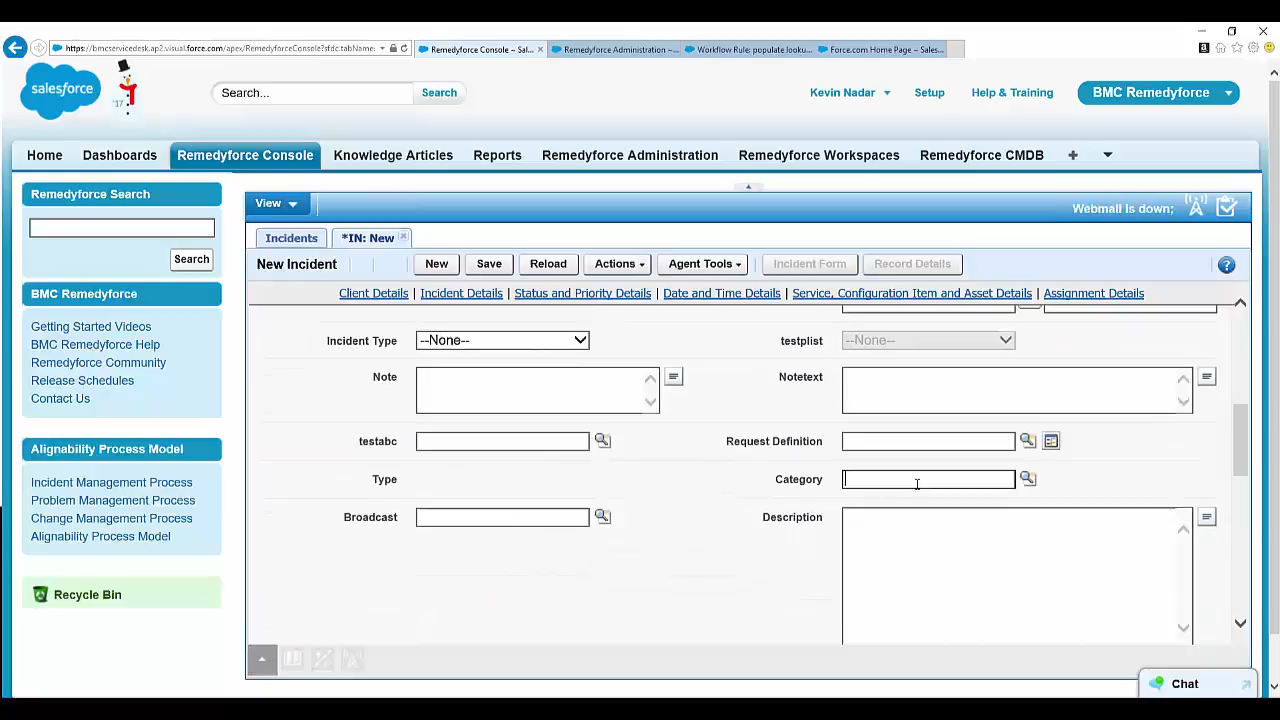 https://bmcservicedesk.ap2.visual.force.com/apex/RemedyforceConsole?sfdc.tabName:
Remedyforce Console – Sal...
Remedyforce Administration –...
Workflow Rule: populate looku...
Force.com Home Page – Sales...
salesforce
'17
Search...
Search
Kevin Nadar
Setup
Help & Training
BMC Remedyforce
Home
Dashboards
Remedyforce Console
Knowledge Articles
Reports
Remedyforce Administration
Remedyforce Workspaces
Remedyforce CMDB
+
Remedyforce Search
Search
BMC Remedyforce
Getting Started Videos
BMC Remedyforce Help
Remedyforce Community
Release Schedules
Contact Us
Alignability Process Model
Incident Management Process
Problem Management Process
Change Management Process
Alignability Process Model
Recycle Bin
View
Webmail is down;
Incidents
*IN: New
New Incident
New
Save
Reload
Actions
Agent Tools
Incident Form
Record Details
Client Details | Incident Details | Status and Priority Details | Date and Time Details | Service, Configuration Item and Asset Details | Assignment Details
Incident Type
--None--
testplist
--None--
Note
Notetext
testabc
Request Definition
Type
Category
Broadcast
Description
Chat